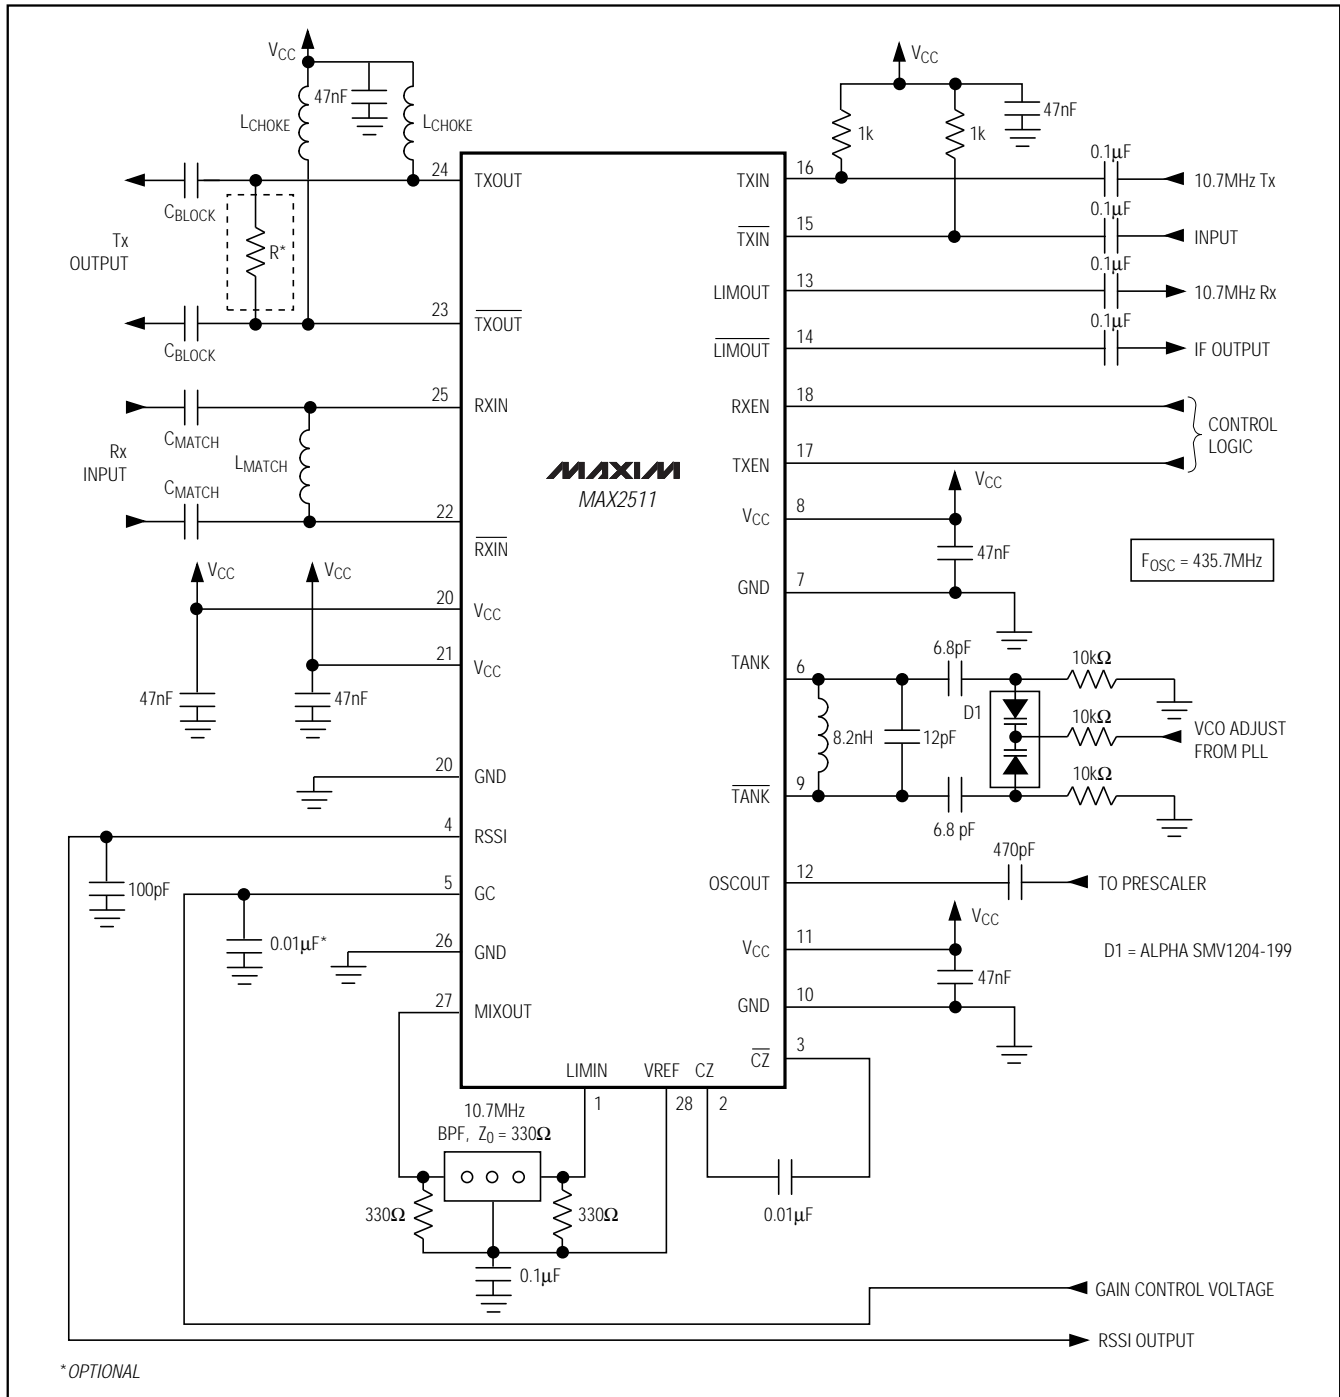 VCC
47nF
LCHOKE
LCHOKE
24
TXOUT
CBLOCK
Tx
OUTPUT
R*
23
TXOUT
CBLOCK
25
RXIN
CMATCH
Rx
INPUT
LMATCH
CMATCH
22
RXIN
VCC
VCC
20
VCC
21
VCC
47nF
47nF
20
GND
4
RSSI
100pF
5
GC
0.01µF*
26
GND
27
MIXOUT
MAXIM
MAX2511
VCC
1k
1k
47nF
TXIN
16
0.1µF
10.7MHz Tx
TXIN
15
0.1µF
INPUT
LIMOUT
13
0.1µF
10.7MHz Rx
LIMOUT
14
0.1µF
IF OUTPUT
RXEN
18
CONTROL
LOGIC
TXEN
17
VCC
VCC
8
47nF
FOSC = 435.7MHz
GND
7
TANK
6
6.8pF
10kΩ
D1
8.2nH
12pF
10kΩ
VCO ADJUST
FROM PLL
TANK
9
10kΩ
6.8 pF
470pF
OSCOUT
12
TO PRESCALER
VCC
VCC
11
D1 = ALPHA SMV1204-199
47nF
GND
10
CZ
3
LIMIN
VREF
CZ
1
28
2
10.7MHz
BPF, Z0 = 330Ω
330Ω
330Ω
0.01µF
0.1µF
GAIN CONTROL VOLTAGE
RSSI OUTPUT
*OPTIONAL